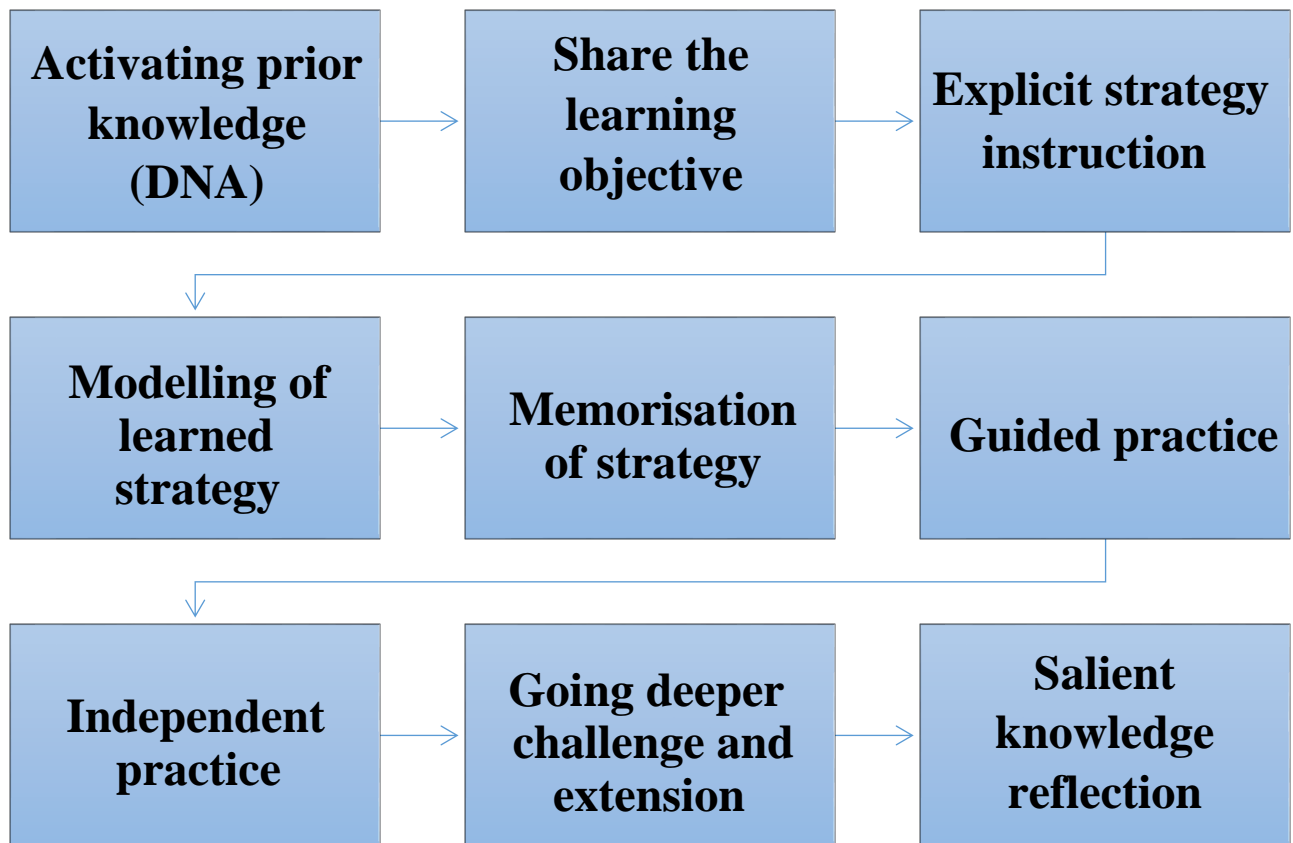 Activating prior
knowledge
(DNA)
Share the
learning
objective
Explicit strategy
instruction
Modelling of
learned
strategy
Memorisation
of strategy
Guided practice
Independent
practice
Going deeper
challenge and
extension
Salient
knowledge
reflection